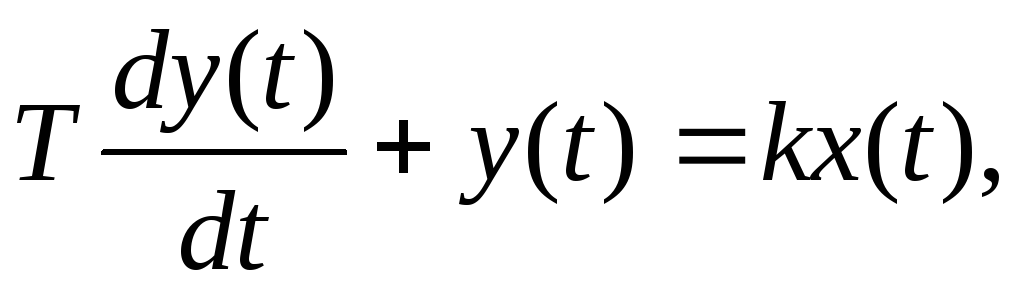 T dy(t)/dt + y(t) = kx(t),